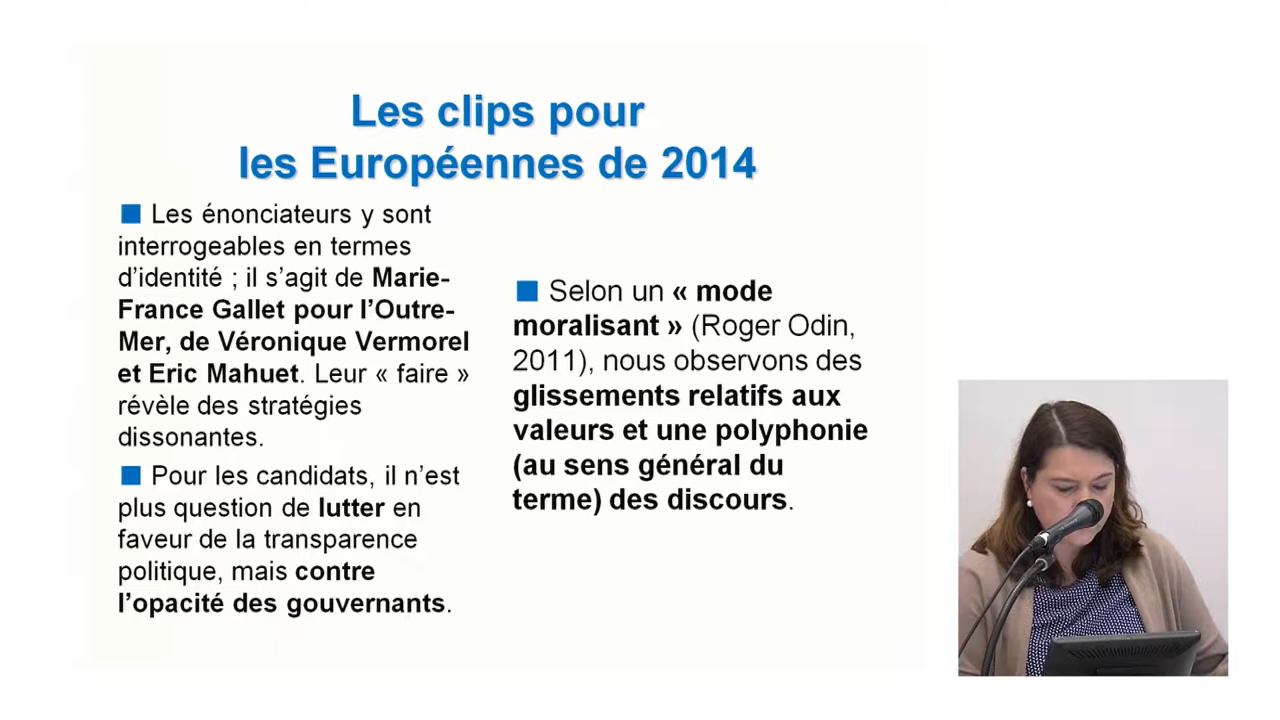 Les clips pour
les Européennes de 2014
Les énonciateurs y sont
interrogeables en termes
d’identité ; il s’agit de Marie-
France Gallet pour l’Outre-
Mer, de Véronique Vermorel
et Eric Mahuet. Leur « faire »
révèle des stratégies
dissonantes.
Pour les candidats, il n’est
plus question de lutter en
faveur de la transparence
politique, mais contre
l’opacité des gouvernants.
Selon un « mode
moralisant » (Roger Odin,
2011), nous observons des
glissements relatifs aux
valeurs et une polyphonie
(au sens général du
terme) des discours.